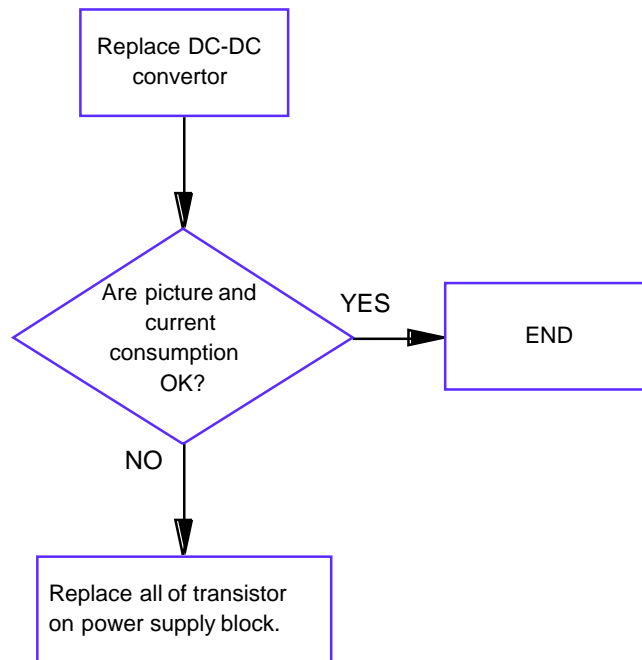 Replace DC-DC
convertor
Are picture and
current
consumption
OK?
YES
END
NO
Replace all of transistor
on power supply block.